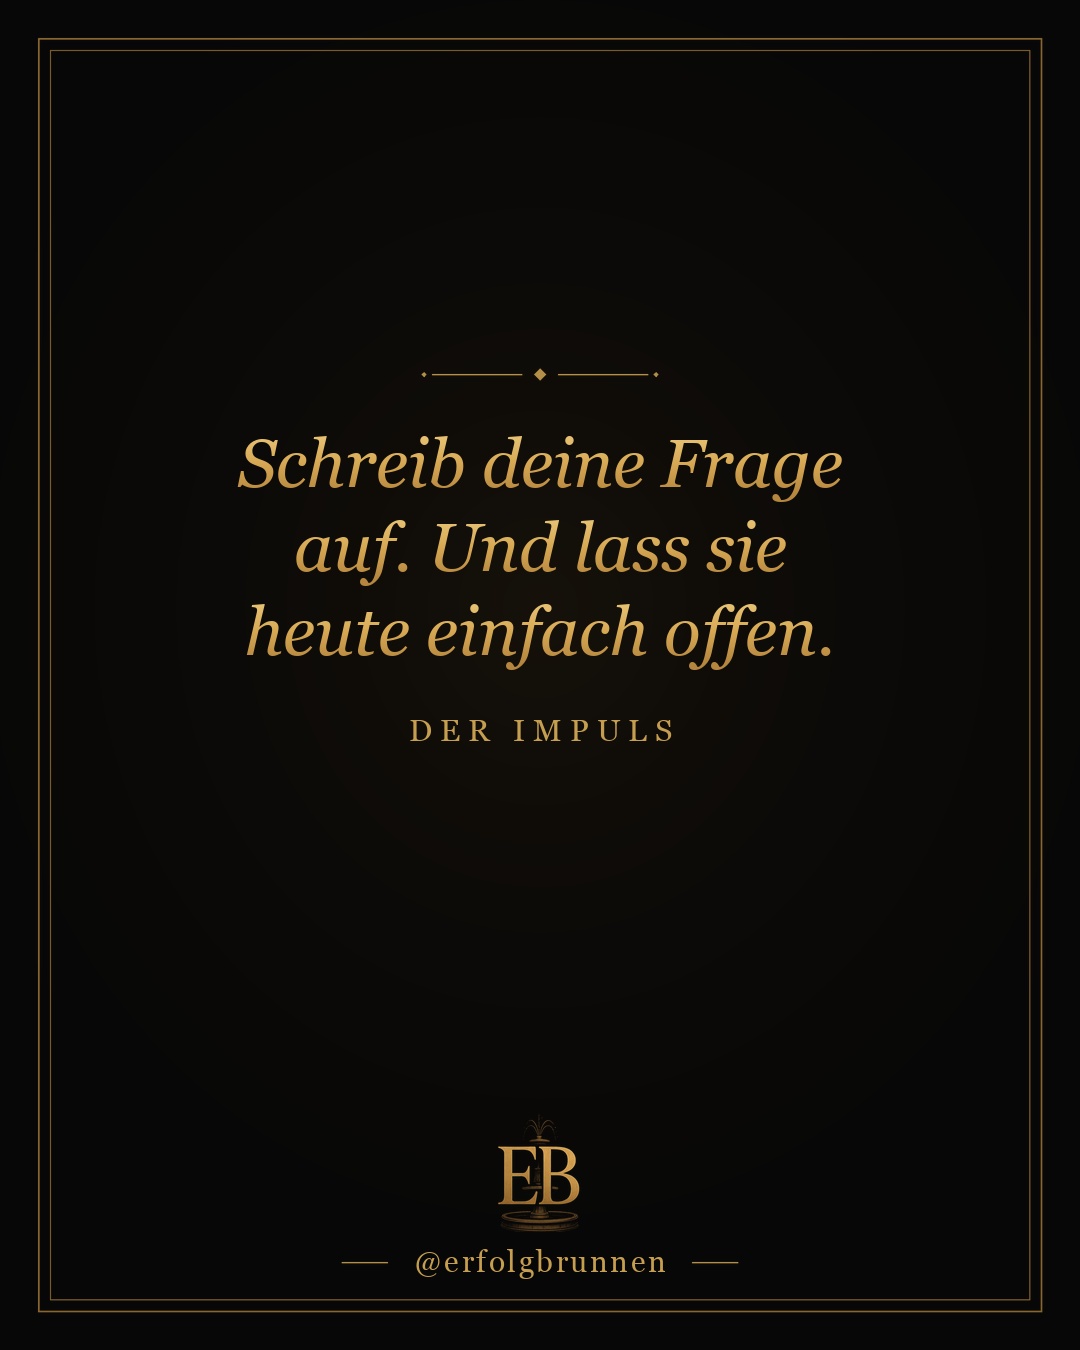 Schreib deine Frage
auf. Und lass sie
heute einfach offen.
DER IMPULS
EB
@erfolgbrunnen